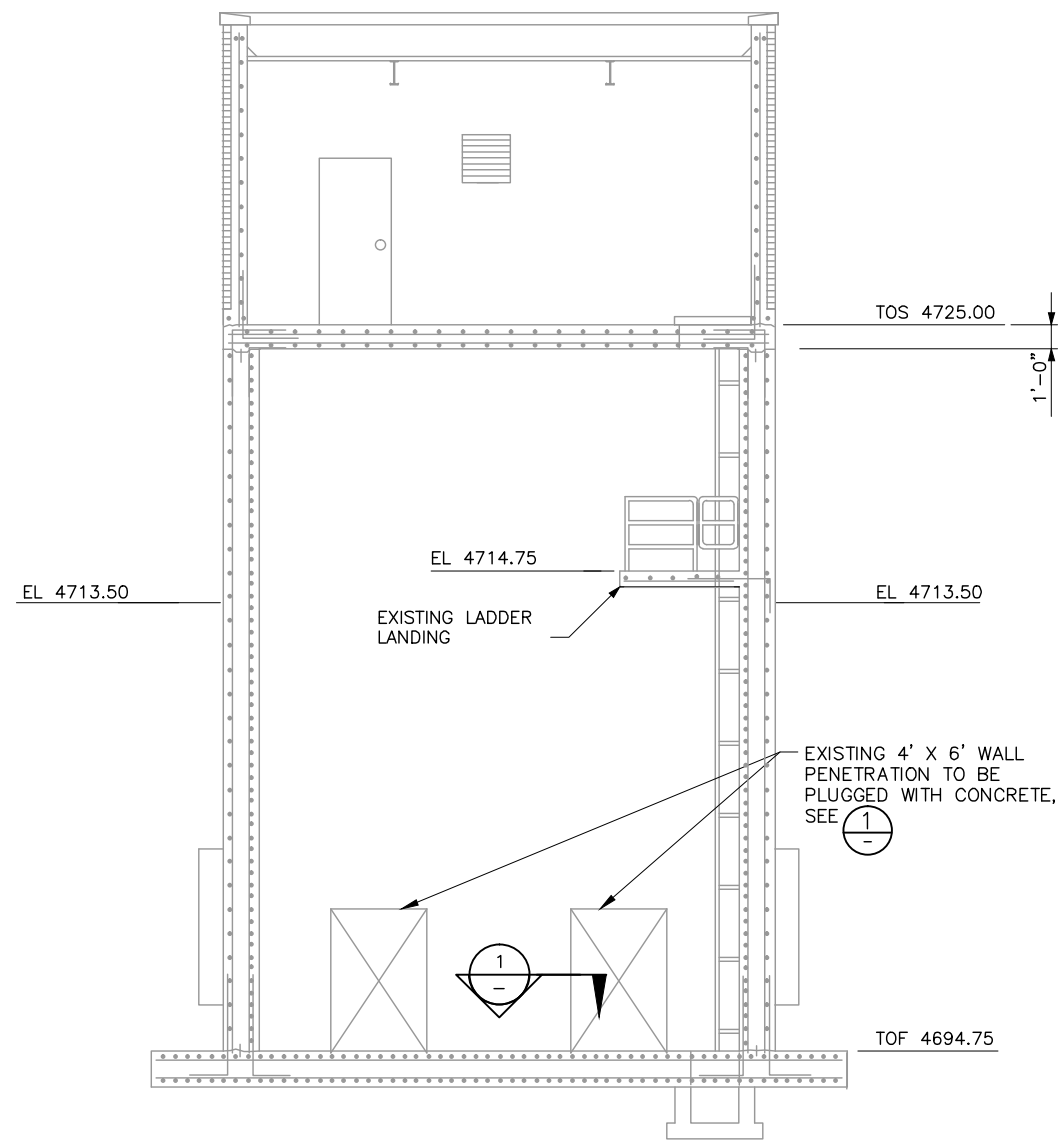 TOS 4725.00
1'-0"
EL 4714.75
EL 4713.50
EL 4713.50
EXISTING LADDER
LANDING
EXISTING 4' X 6' WALL
PENETRATION TO BE
PLUGGED WITH CONCRETE,
SEE 1
-
1
-
TOF 4694.75